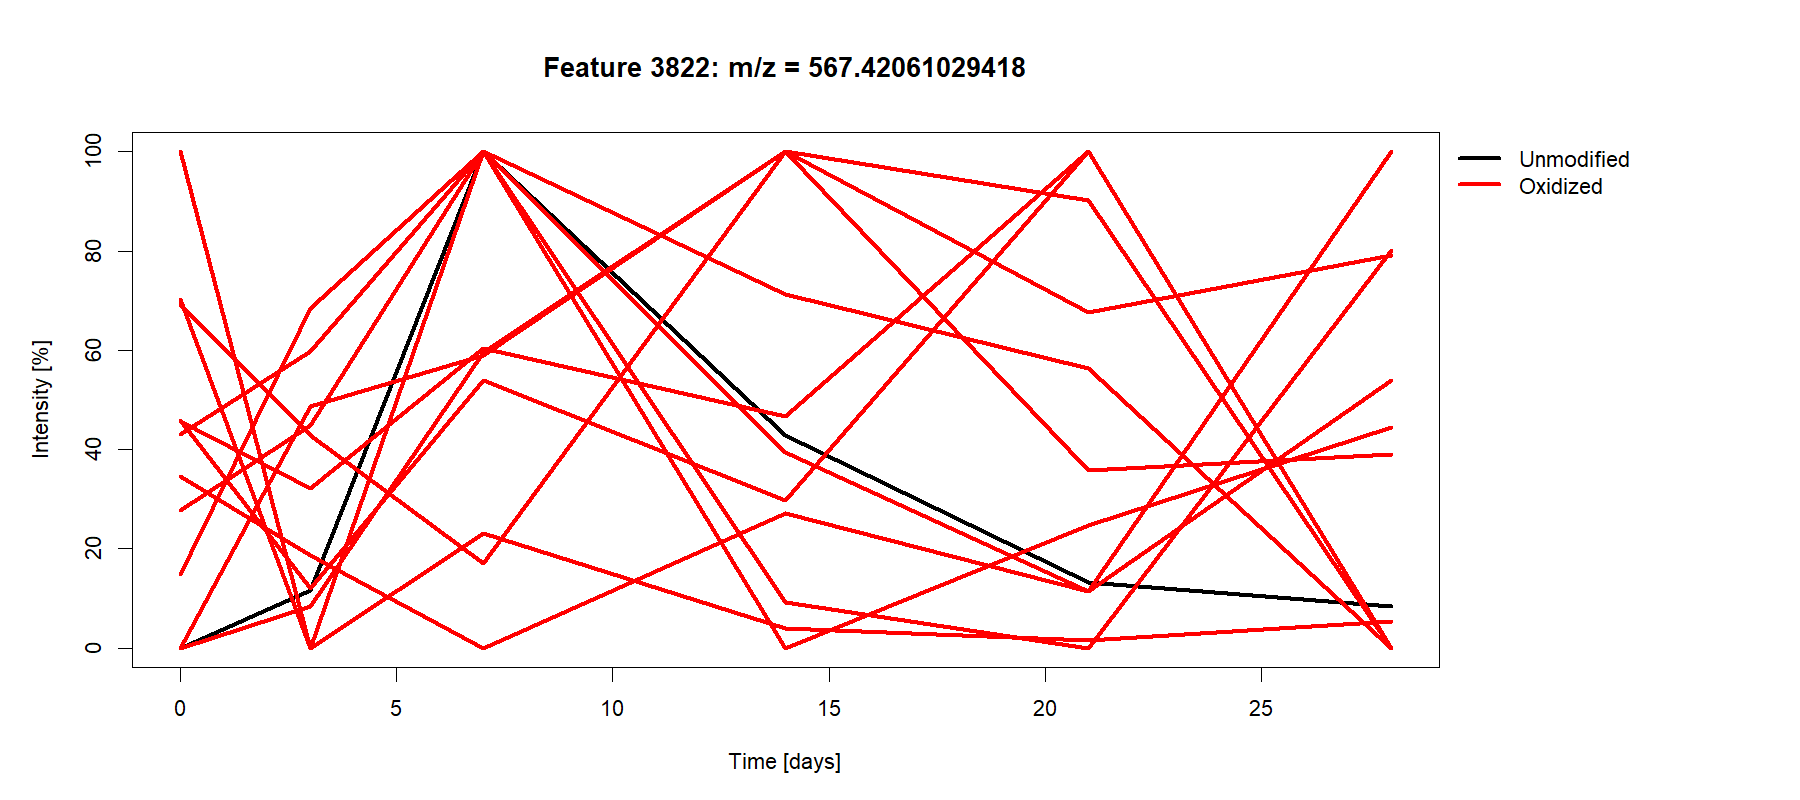 Feature 3822: m/z = 567.42061029418
Unmodified
Oxidized
Intensity [%]
100
80
60
40
20
0
0 5 10 15 20 25
Time [days]